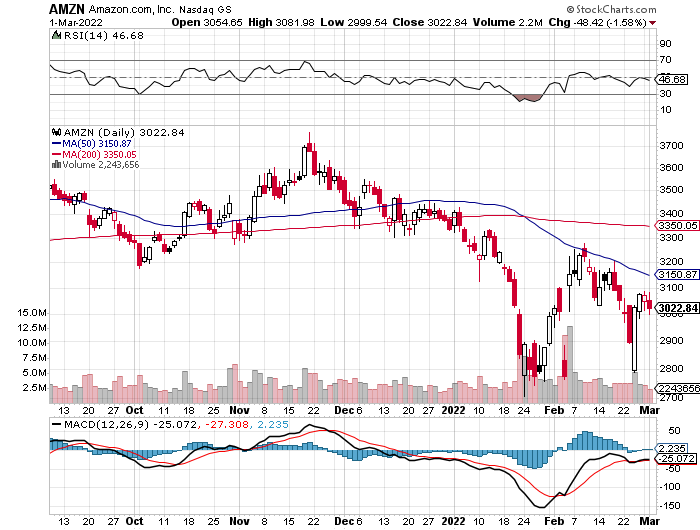 AMZN Amazon.com, Inc. Nasdaq GS © StockCharts.com
1-Mar-2022 Open 3054.65 High 3081.98 Low 2999.54 Close 3022.84 Volume 2.2M Chg -48.42 (-1.58%)
RSI(14) 46.68
90
70
50
46.68
30
10
AMZN (Daily) 3022.84
MA(50) 3150.87
MA(200) 3350.05
Volume 2,243,656
3700
3600
3500
3400
3350.05
3300
3200
3150.87
3100
3022.84
3000
2900
2800
2700
15.0M
12.5M
10.0M
7.5M
5.0M
2.5M
2243656
13 20 27 Oct 11 18 25 Nov 8 15 22 Dec 6 13 20 27 2022 10 18 24 Feb 7 14 22 Mar
MACD(12,26,9) -25.072, -27.308, 2.235
50
2.235
-25.072
-50
-100
-150
13 20 27 Oct 11 18 25 Nov 8 15 22 Dec 6 13 20 27 2022 10 18 24 Feb 7 14 22 Mar